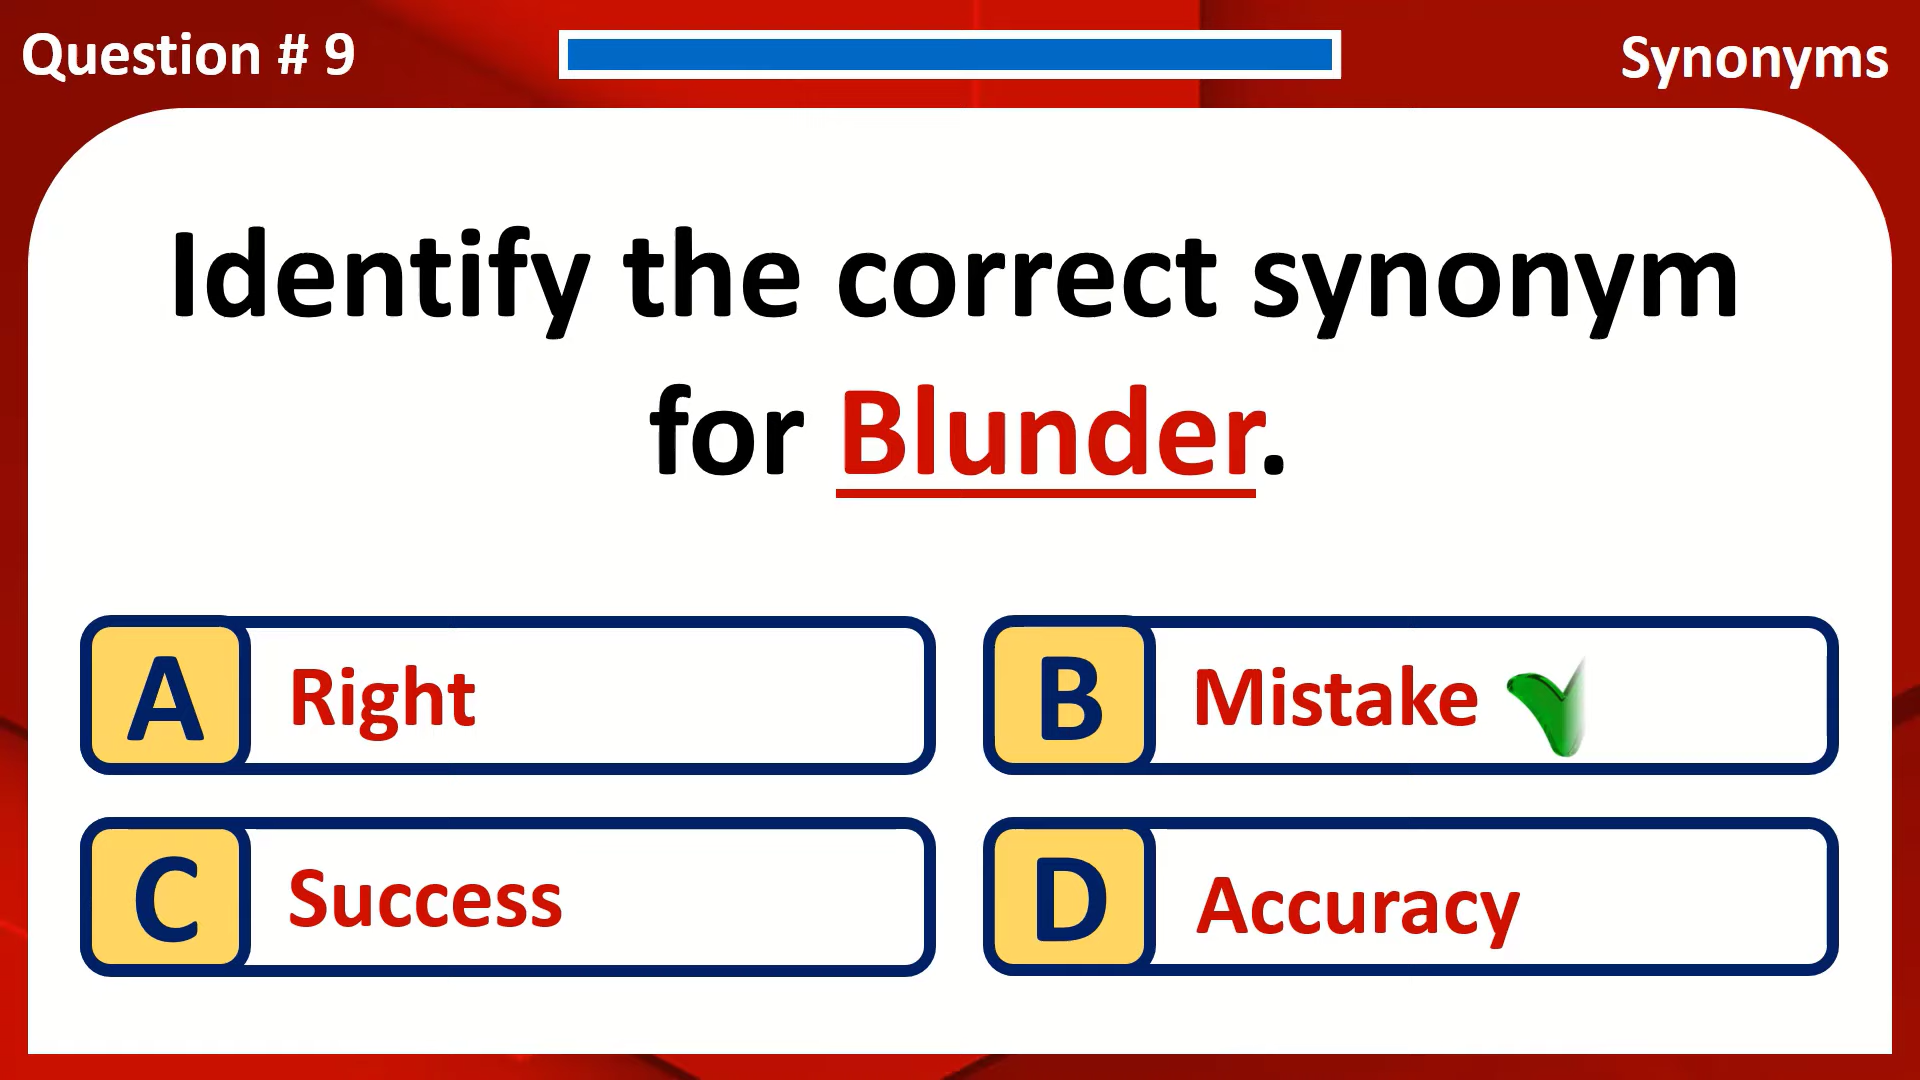 Question # 9
Synonyms
Identify the correct synonym
for Blunder.
A Right
B Mistake
C Success
D Accuracy